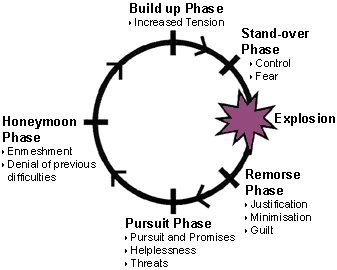 Build up Phase
› Increased Tension
Stand-over
Phase
› Control
› Fear
Explosion
Remorse
Phase
› Justification
› Minimisation
› Guilt
Pursuit Phase
› Pursuit and Promises
› Helplessness
› Threats
Honeymoon
Phase
› Enmeshment
› Denial of previous
difficulties